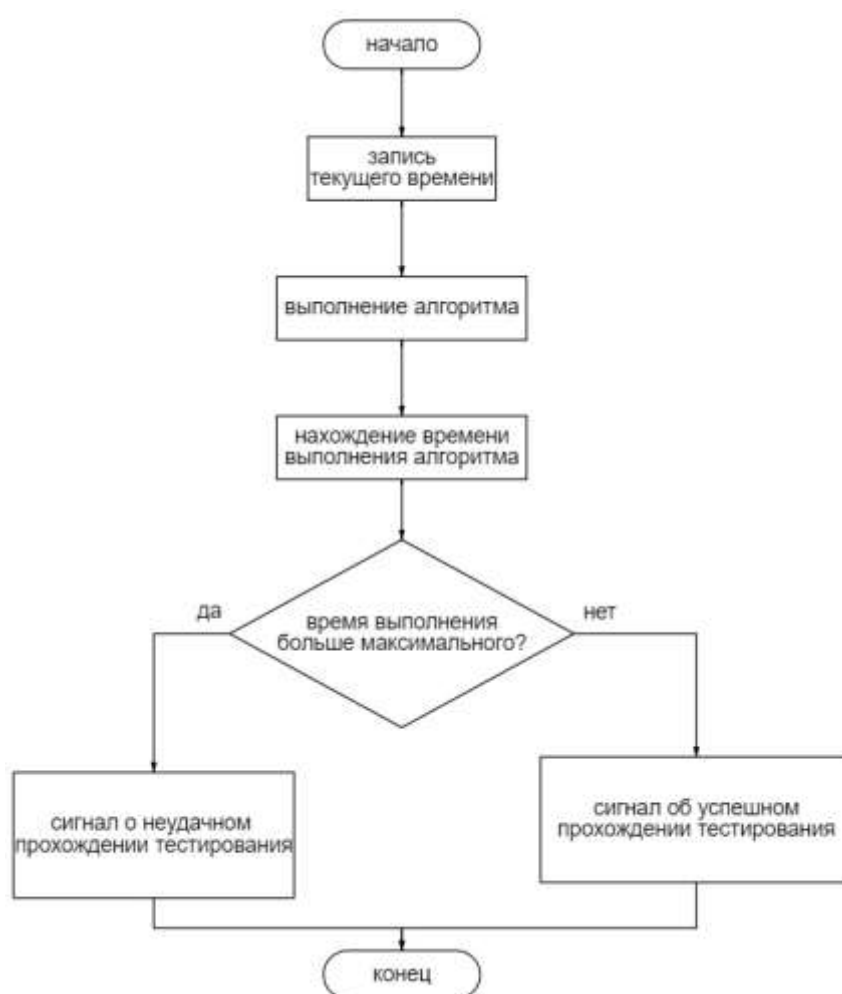 начало
запись
текущего времени
выполнение алгоритма
нахождение времени
выполнения алгоритма
да
время выполнения
больше максимального?
нет
сигнал о неудачном
прохождении тестирования
сигнал об успешном
прохождении тестирования
конец